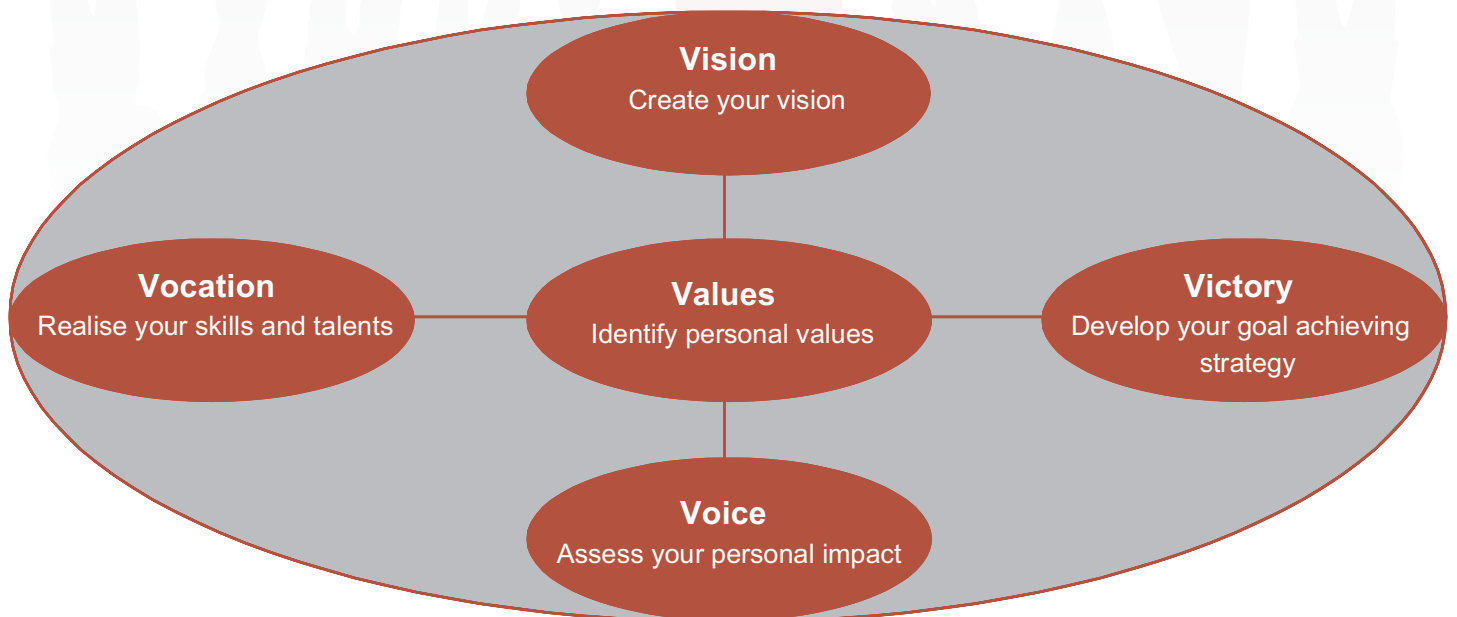 Vision
Create your vision
Vocation
Realise your skills and talents
Values
Identify personal values
Victory
Develop your goal achieving
strategy
Voice
Assess your personal impact